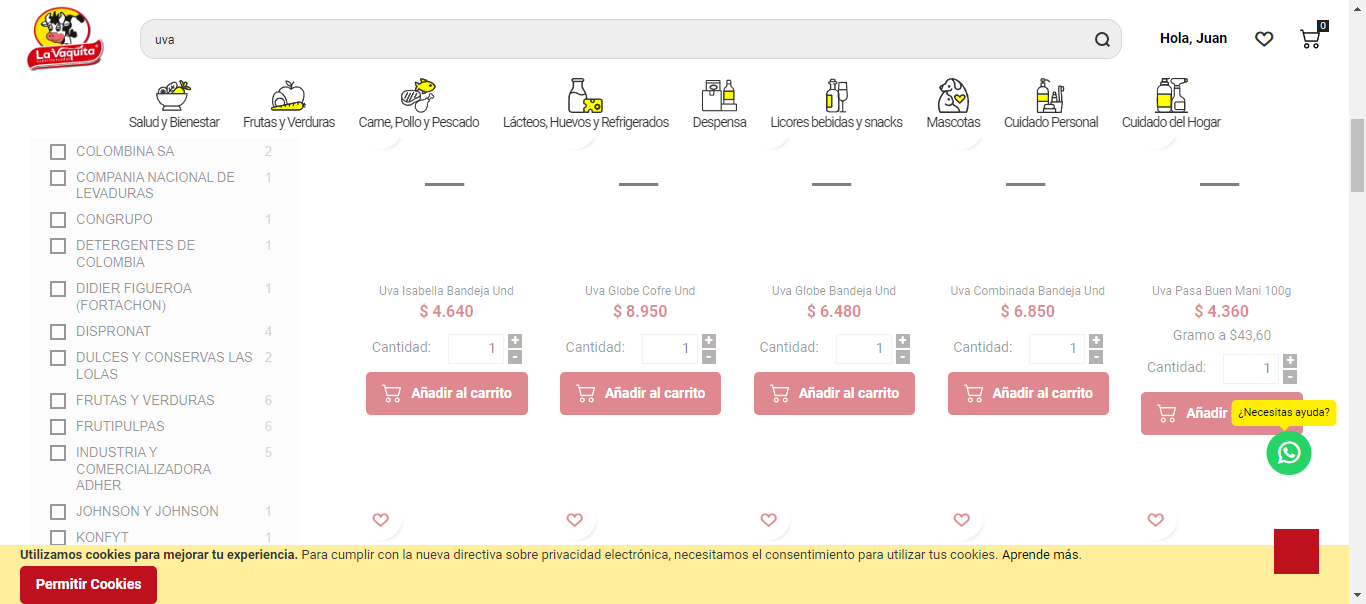 La Vaquita
uva
Hola, Juan
0
Salud y Bienestar
Frutas y Verduras
Carne, Pollo y Pescado
Lácteos, Huevos y Refrigerados
Despensa
Licores bebidas y snacks
Mascotas
Cuidado Personal
Cuidado del Hogar
COLOMBINA SA 2
COMPANIA NACIONAL DE 1
LEVADURAS
CONGRUPO 1
DETERGENTES DE 1
COLOMBIA
DIDIER FIGUEROA 1
(FORTACHON)
DISPRONAT 4
DULCES Y CONSERVAS LAS 2
LOLAS
FRUTAS Y VERDURAS 6
FRUTIPULPAS 6
INDUSTRIA Y 5
COMERCIALIZADORA
ADHER
JOHNSON Y JOHNSON 1
KONFYT 1
Uva Isabella Bandeja Und
$ 4.640
Cantidad: 1 + -
Añadir al carrito
Uva Globe Cofre Und
$ 8.950
Cantidad: 1 + -
Añadir al carrito
Uva Globe Bandeja Und
$ 6.480
Cantidad: 1 + -
Añadir al carrito
Uva Combinada Bandeja Und
$ 6.850
Cantidad: 1 + -
Añadir al carrito
Uva Pasa Buen Mani 100g
$ 4.360
Gramo a $43,60
Cantidad: 1 + -
Añadir
¿Necesitas ayuda?
Utilizamos cookies para mejorar tu experiencia. Para cumplir con la nueva directiva sobre privacidad electrónica, necesitamos el consentimiento para utilizar tus cookies. Aprende más.
Permitir Cookies